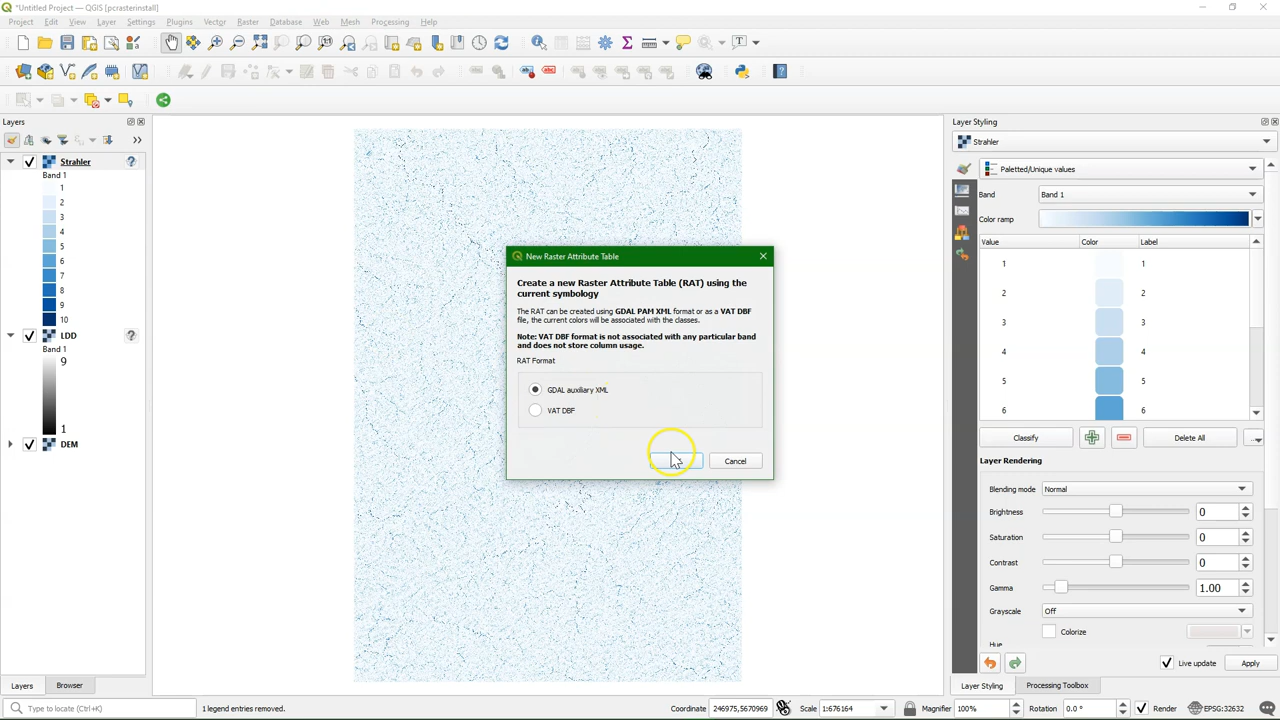 *Untitled Project — QGIS [pcrasterinstall]
Project Edit View Layer Settings Plugins Vector Raster Database Web Mesh Processing Help
Layers
Strahler
Band 1
1
2
3
4
5
6
7
8
9
10
LDD
Band 1
9
1
DEM
New Raster Attribute Table
Create a new Raster Attribute Table (RAT) using the
current symbology
The RAT can be created using GDAL PAM XML format or as a VAT DBF
file, the current colors will be associated with the classes.
Note: VAT DBF format is not associated with any particular band
and does not store column usage.
RAT Format
GDAL auxiliary XML
VAT DBF
Cancel
Layer Styling
Strahler
Paletted/Unique values
Band Band 1
Color ramp
Value Color Label
1 1
2 2
3 3
4 4
5 5
6 6
Classify Delete All ...
Layer Rendering
Blending mode Normal
Brightness 0
Saturation 0
Contrast 0
Gamma 1.00
Grayscale Off
Colorize
Hue
Live update Apply
Layers Browser
Layer Styling Processing Toolbox
Type to locate (Ctrl+K) 1 legend entries removed. Coordinate 246975,5670969 Scale 1:676164 Magnifier 100% Rotation 0.0 ° Render EPSG:32632